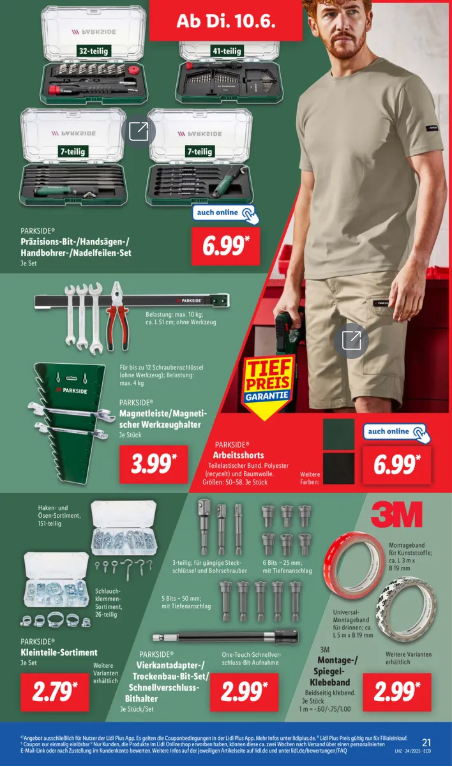 Ab Di. 10.6.
PARKSIDE
32-teilig
41-teilig
PARKSIDE
7-teilig
PARKSIDE
7-teilig
auch online
PARKSIDE®
Präzisions-Bit-/Handsägen-/
Handbohrer-/Nadelfeilen-Set
Je Set
6.99*
PARKSIDE
Belastung: max. 10 kg;
ca. L 51 cm; ohne Werkzeug
Für bis zu 12 Schraubenschlüssel
(ohne Werkzeug); Belastung:
max. 4 kg
PARKSIDE®
Magnetleiste/Magneti-
scher Werkzeughalter
Je Stück
3.99*
TIEF
PREIS
GARANTIE
PARKSIDE®
Arbeitsshorts
Teilelastischer Bund. Polyester
(recycelt) und Baumwolle.
Größen: 50–58. Je Stück
Weitere
Farben:
auch online
6.99*
Haken- und
Ösen-Sortiment,
151-teilig
Schlauch-
klemmen-
Sortiment,
26-teilig
PARKSIDE®
Kleinteile-Sortiment
Je Set
Weitere
Varianten
erhältlich
2.79*
3-teilig; für gängige Steck-
schlüssel und Bohrschrauber
6 Bits – 25 mm;
mit Tiefenanschlag
5 Bits – 50 mm;
mit Tiefenanschlag
One-Touch-Schnellver-
schluss-Bit-Aufnahme
PARKSIDE®
Vierkantadapter-/
Trockenbau-Bit-Set/
Schnellverschluss-
Bithalter
Je Stück/Set
2.99*
3M
Montageband
für Kunststoffe;
ca. L 3 m x
B 19 mm
Universal-
Montageband
für drinnen; ca.
L 5 m x B 19 mm
3M
Montage-/
Spiegel-
Klebeband
Beidseitig klebend.
Je Stück
1 m = -.60/-.75/1.00
Weitere Varianten
erhältlich
2.99*
21